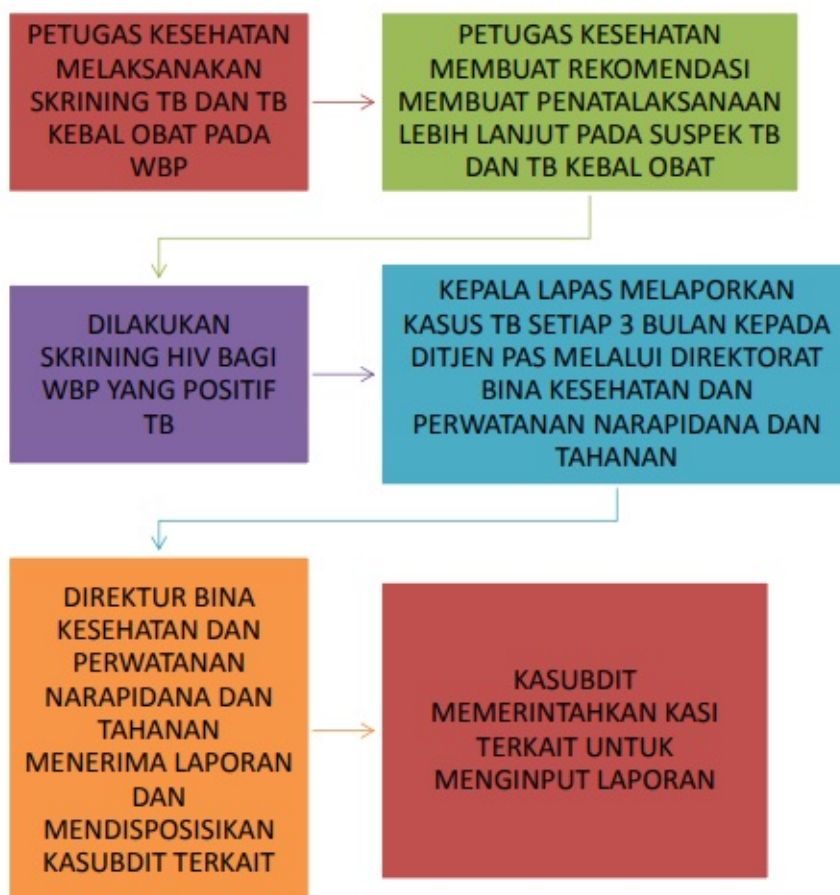 PETUGAS KESEHATAN
MELAKSANAKAN
SKRINING TB DAN TB
KEBAL OBAT PADA
WBP
PETUGAS KESEHATAN
MEMBUAT REKOMENDASI
MEMBUAT PENATALAKSANAAN
LEBIH LANJUT PADA SUSPEK TB
DAN TB KEBAL OBAT
DILAKUKAN
SKRINING HIV BAGI
WBP YANG POSITIF
TB
KEPALA LAPAS MELAPORKAN
KASUS TB SETIAP 3 BULAN KEPADA
DITJEN PAS MELALUI DIREKTORAT
BINA KESEHATAN DAN
PERWATANAN NARAPIDANA DAN
TAHANAN
DIREKTUR BINA
KESEHATAN DAN
PERWATANAN
NARAPIDANA DAN
TAHANAN
MENERIMA LAPORAN
DAN
MENDISPOSISIKAN
KASUBDIT TERKAIT
KASUBDIT
MEMERINTAHKAN KASI
TERKAIT UNTUK
MENGINPUT LAPORAN